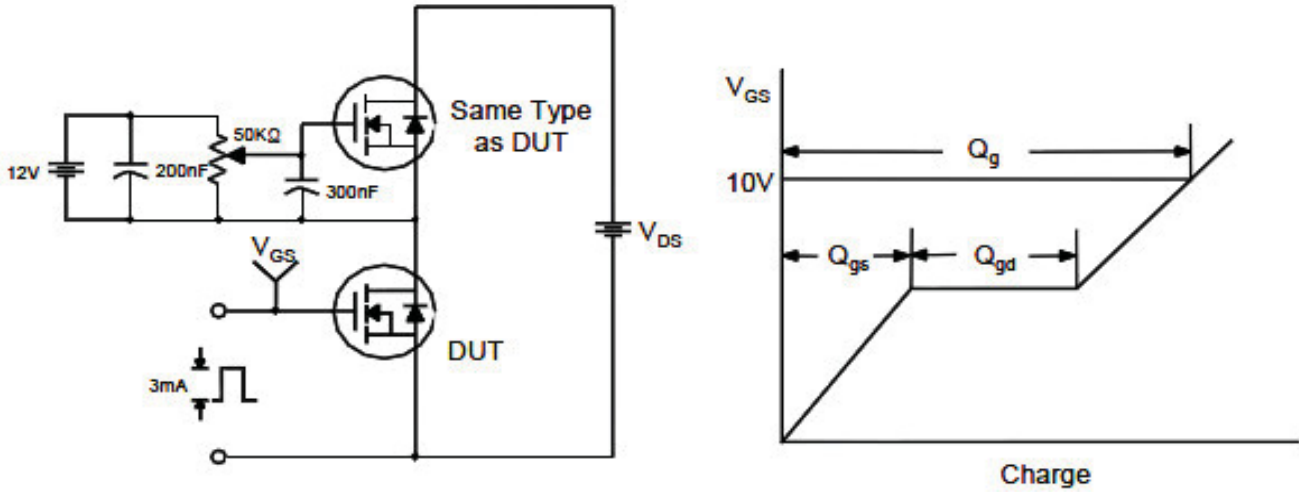 12V
200nF
50KΩ
300nF
Same Type
as DUT
V_GS
3mA
DUT
V_DS
V_GS
10V
Q_g
Q_gs
Q_gd
Charge